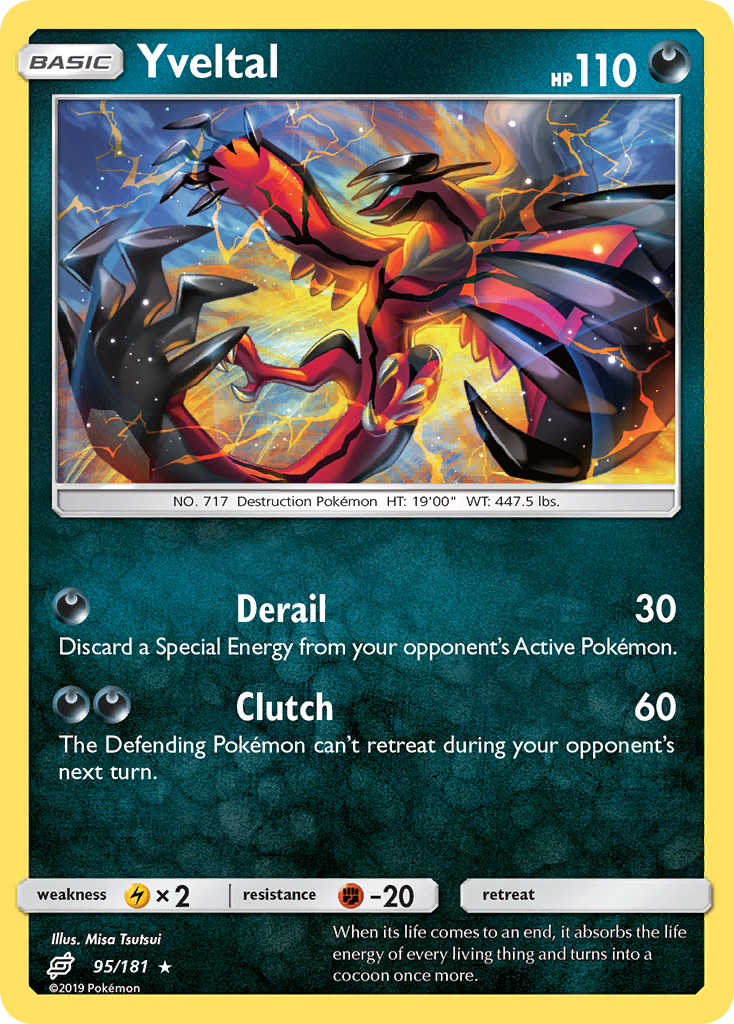 BASIC Yveltal HP 110
NO. 717 Destruction Pokémon HT: 19'00" WT: 447.5 lbs.
Derail 30
Discard a Special Energy from your opponent's Active Pokémon.
Clutch 60
The Defending Pokémon can't retreat during your opponent's
next turn.
weakness ×2 resistance -20 retreat
Illus. Misa Tsutsui
95/181 ★
©2019 Pokémon
When its life comes to an end, it absorbs the life
energy of every living thing and turns into a
cocoon once more.